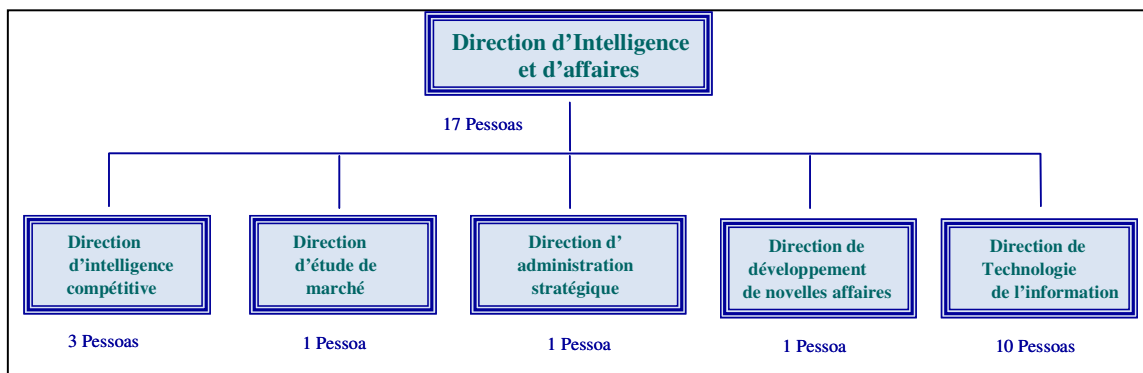 Direction d’Intelligence
et d’affaires
17 Pessoas
Direction
d’intelligence
compétitive
3 Pessoas
Direction
d’étude de
marché
1 Pessoa
Direction d’
administration
stratégique
1 Pessoa
Direction de
développement
de novelles affaires
1 Pessoa
Direction de
Technologie
de l’information
10 Pessoas